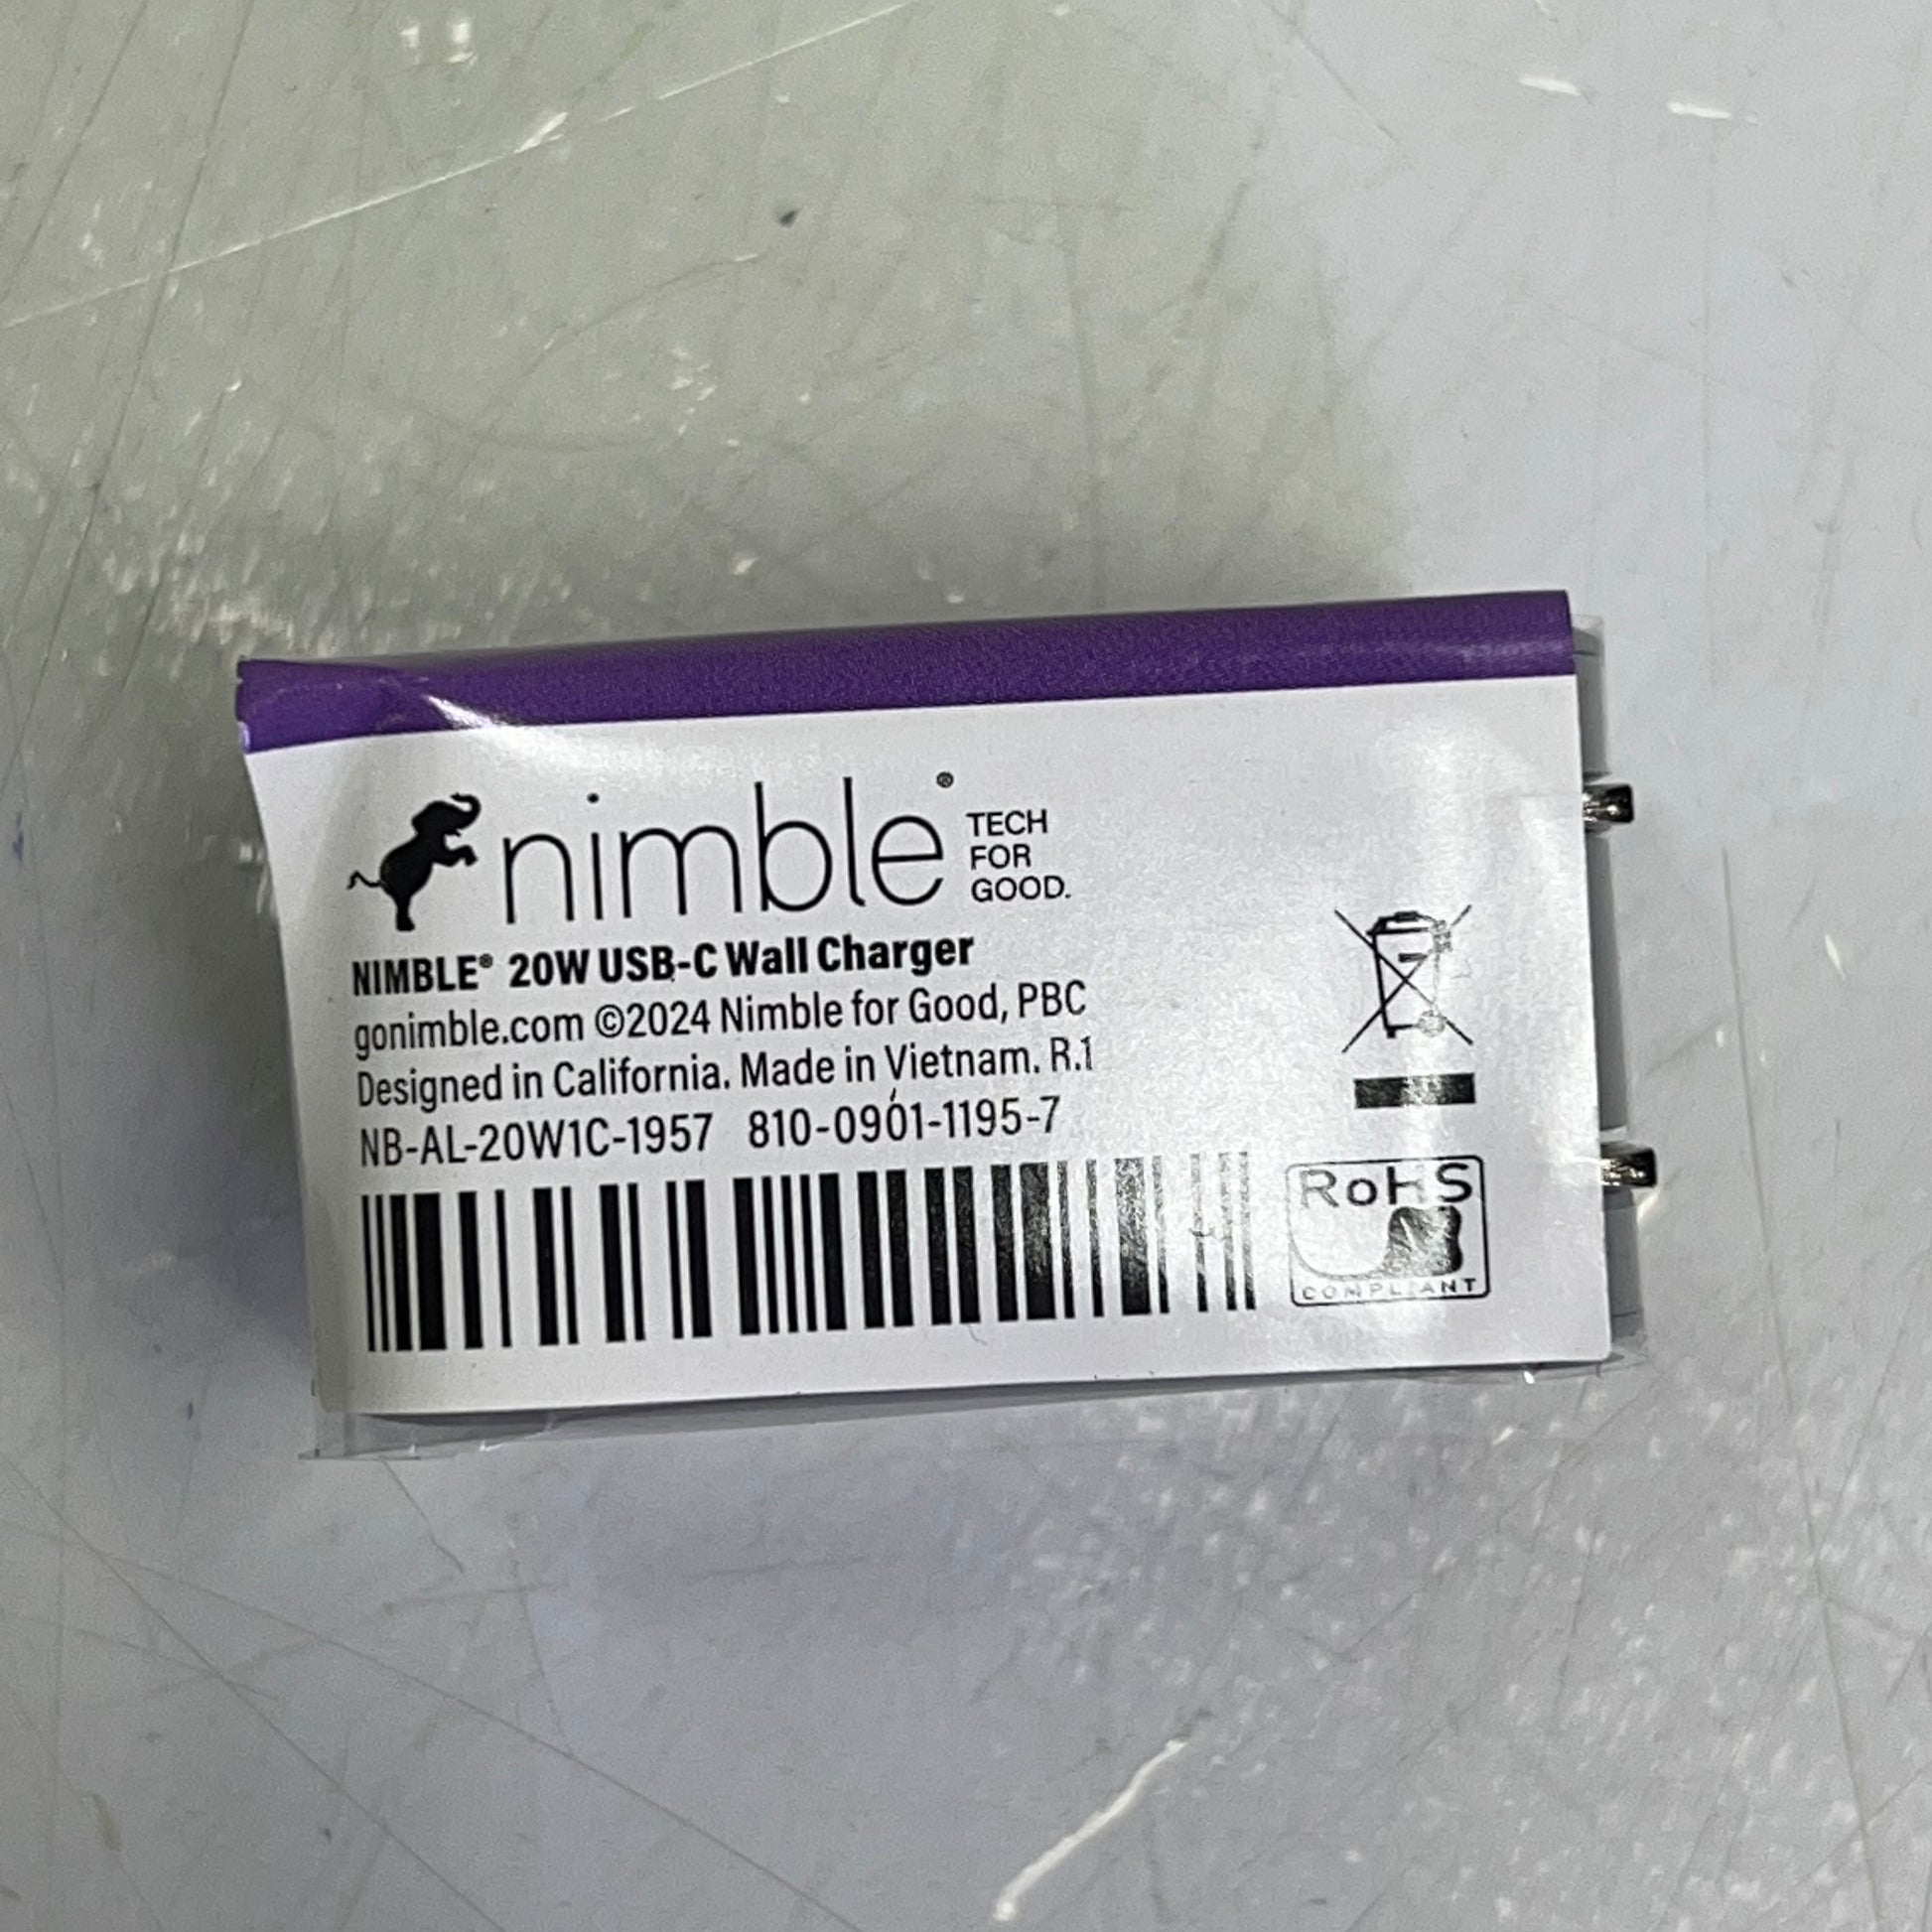 nimble®
TECH
FOR
GOOD.
NIMBLE® 20W USB-C Wall Charger
gonimble.com ©2024 Nimble for Good, PBC
Designed in California. Made in Vietnam. R.1
NB-AL-20W1C-1957 810-0901-1195-7
RoHS
COMPLIANT